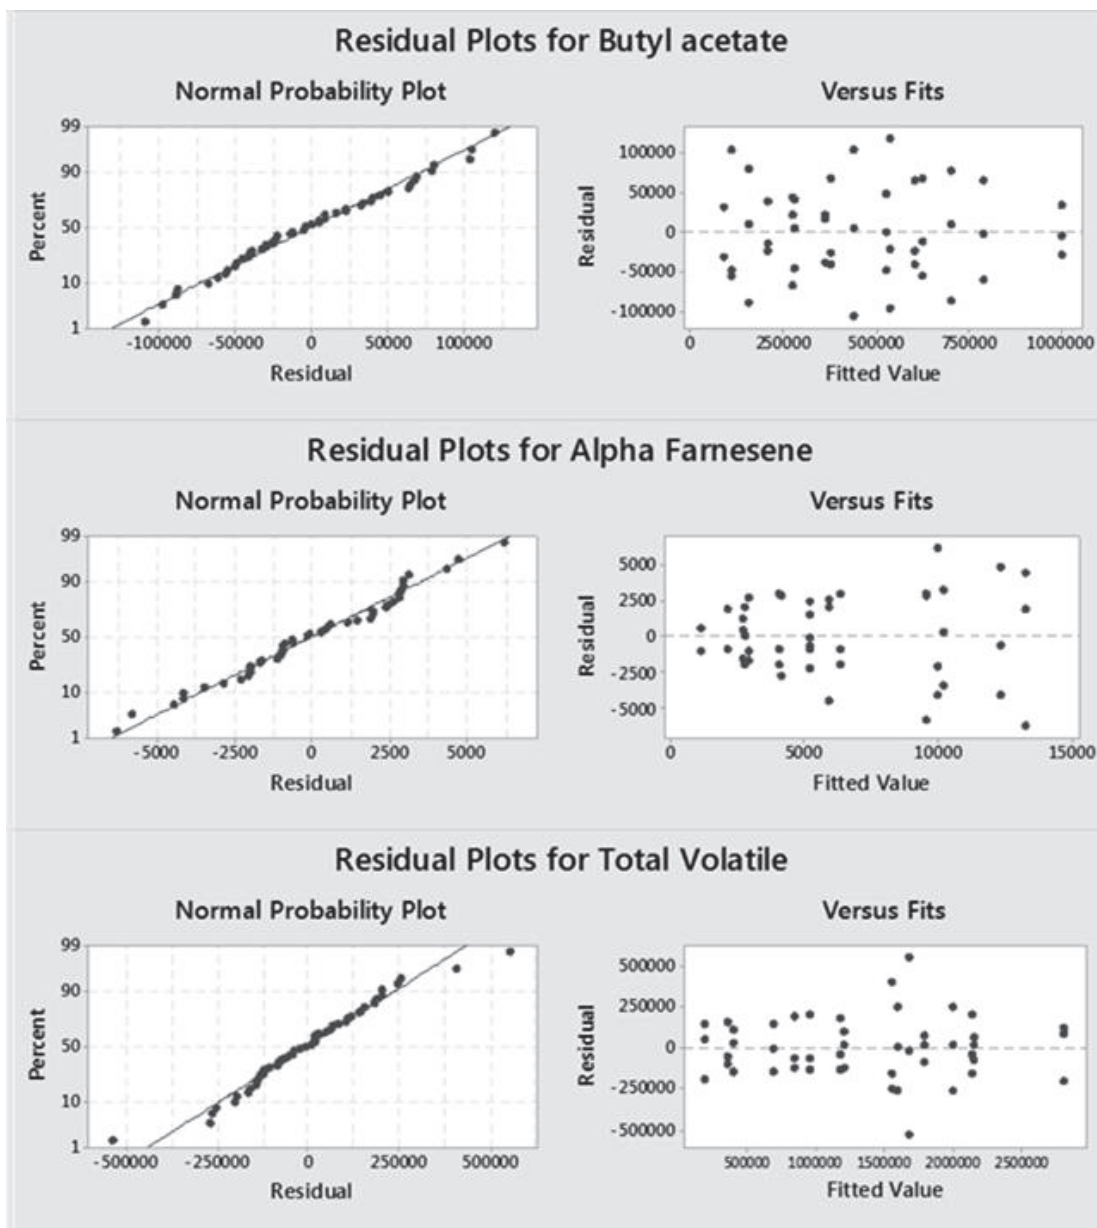 Residual Plots for Butyl acetate
Normal Probability Plot
Versus Fits
99
90
50
10
1
Percent
-100000 -50000 0 50000 100000
Residual
100000
50000
0
-50000
-100000
Residual
0 250000 500000 750000 1000000
Fitted Value
Residual Plots for Alpha Farnesene
Normal Probability Plot
Versus Fits
99
90
50
10
1
Percent
-5000 -2500 0 2500 5000
Residual
5000
2500
0
-2500
-5000
Residual
0 5000 10000 15000
Fitted Value
Residual Plots for Total Volatile
Normal Probability Plot
Versus Fits
99
90
50
10
1
Percent
-500000 -250000 0 250000 500000
Residual
500000
250000
0
-250000
-500000
Residual
500000 1000000 1500000 2000000 2500000
Fitted Value